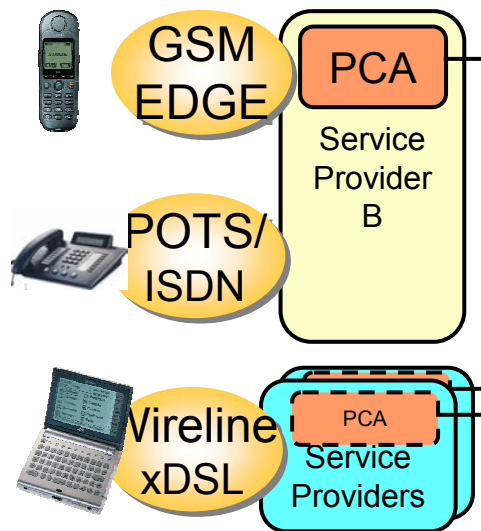 GSM
EDGE
PCA
Service
Provider
B
POTS/
ISDN
PCA
Wireline
xDSL
Service
Providers